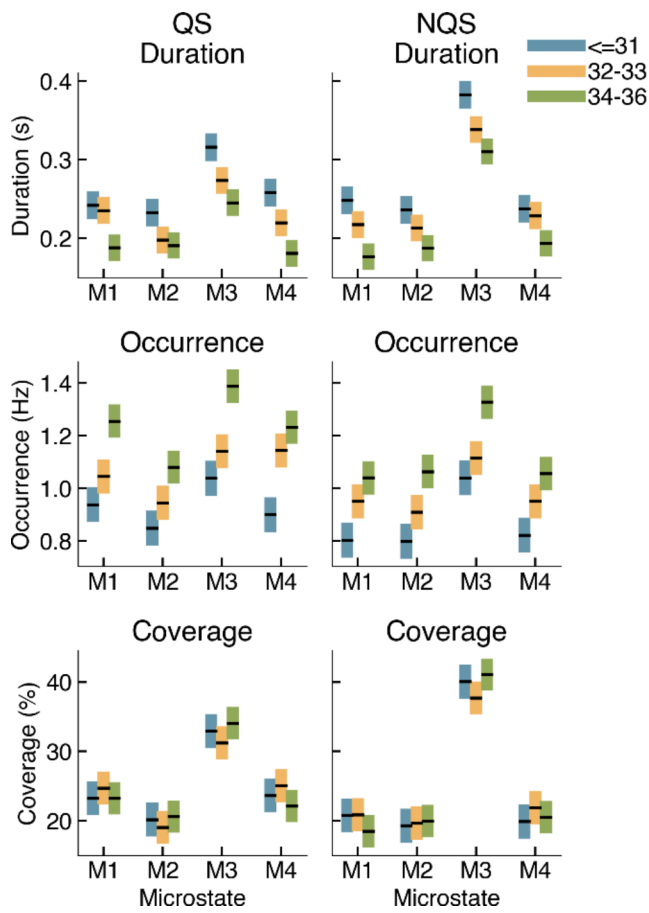 QS
Duration
NQS
Duration
<=31
32-33
34-36
Duration (s)
0.4
0.3
0.2
M1 M2 M3 M4
M1 M2 M3 M4
Occurrence
Occurrence
Occurrence (Hz)
1.4
1.2
1.0
0.8
M1 M2 M3 M4
M1 M2 M3 M4
Coverage
Coverage
Coverage (%)
40
30
20
M1 M2 M3 M4
M1 M2 M3 M4
Microstate
Microstate